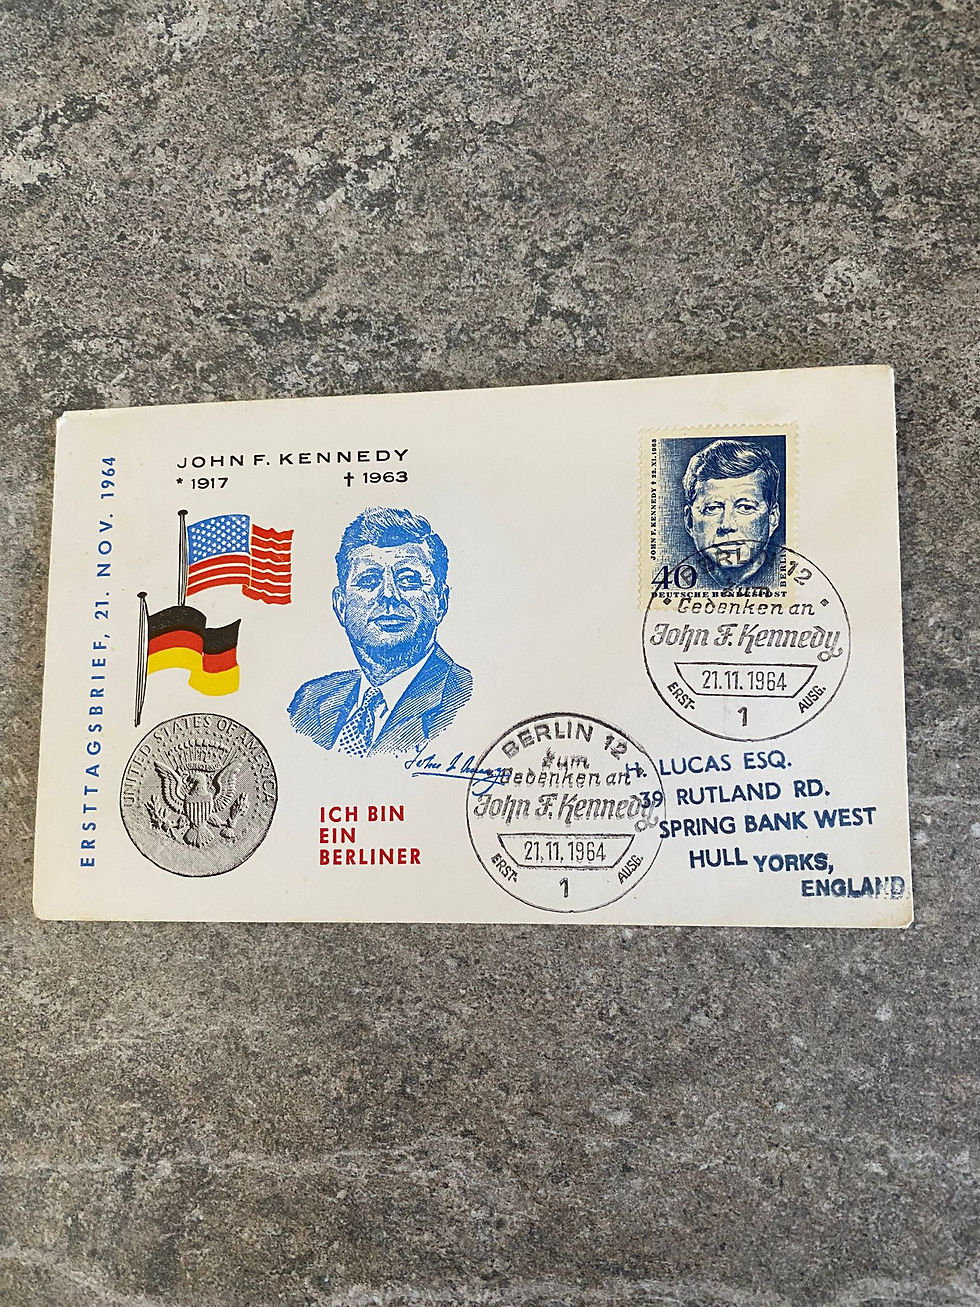 ERSTTAGSBRIEF, 21. NOV. 1964
JOHN F. KENNEDY
* 1917 † 1963
UNITED STATES OF AMERICA
ICH BIN
EIN
BERLINER
JOHN F. KENNEDY † 22. XI. 1963
40
DEUTSCHE BUNDESPOST
BERLIN
BERLIN 12
zum
Gedenken an
John F. Kennedy
21.11.1964
ERST-
AUSG.
1
BERLIN 12
zum
Gedenken an
John F. Kennedy
21.11.1964
ERST-
AUSG.
1
H. LUCAS ESQ.
39 RUTLAND RD.
SPRING BANK WEST
HULL YORKS,
ENGLAND